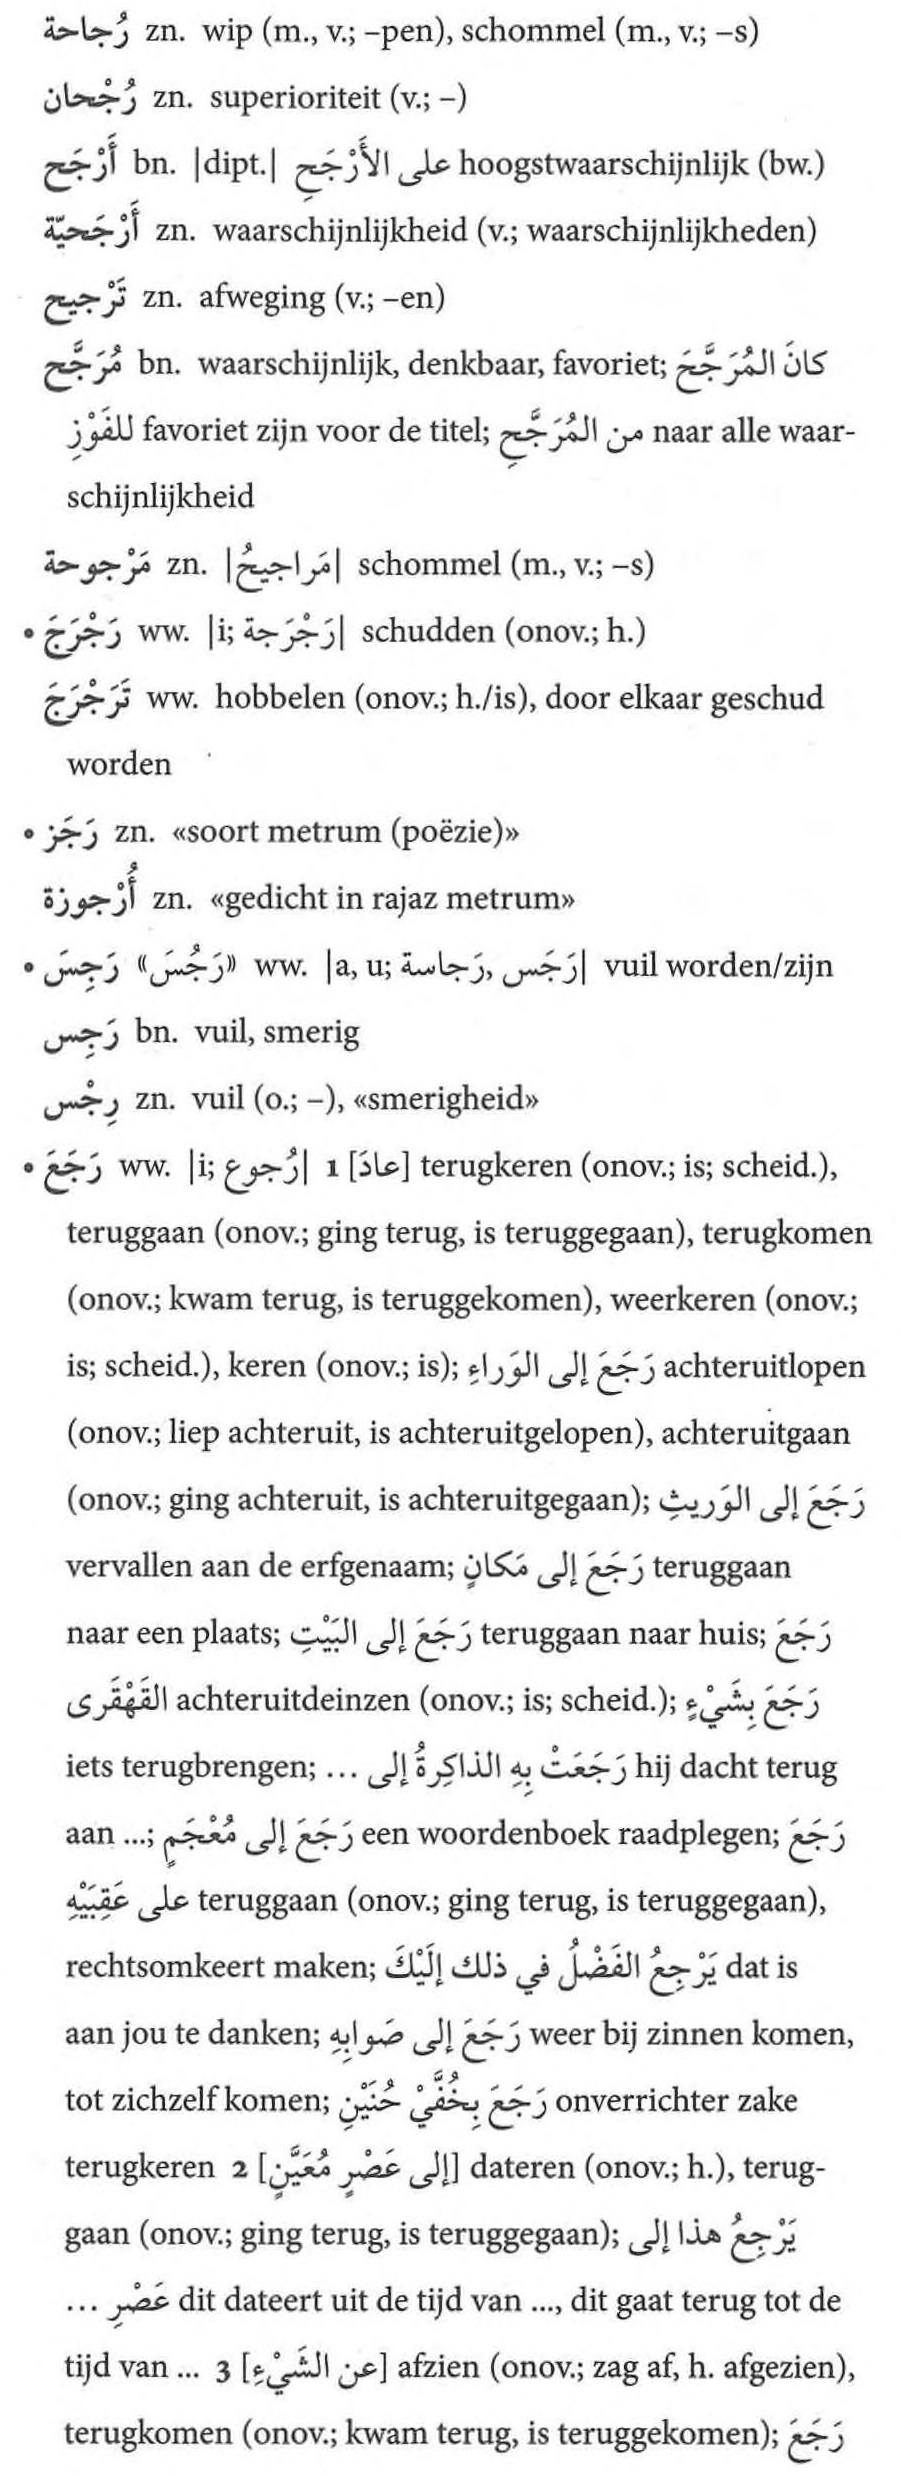 رُجاحة zn. wip (m., v.; –pen), schommel (m., v.; –s)
رُجْحان zn. superioriteit (v.; –)
أَرْجَح bn. |dipt.| على الأَرْجَحِ hoogstwaarschijnlijk (bw.)
أَرْجَحيّة zn. waarschijnlijkheid (v.; waarschijnlijkheden)
تَرْجيح zn. afweging (v.; –en)
مُرَجَّح bn. waarschijnlijk, denkbaar, favoriet; كانَ المُرَجَّحَ
للفَوْزِ favoriet zijn voor de titel; من المُرَجَّحِ naar alle waar-
schijnlijkheid
مَرْجوحة zn. |مَراجيحُ| schommel (m., v.; –s)
• رَجْرَجَ ww. |i; رَجْرَجة| schudden (onov.; h.)
تَرَجْرَجَ ww. hobbelen (onov.; h./is), door elkaar geschud
worden
• رَجَز zn. «soort metrum (poëzie)»
أُرْجوزة zn. «gedicht in rajaz metrum»
• رَجِسَ «رَجُسَ» ww. |a, u; رَجَس, رَجاسة| vuil worden/zijn
رَجِس bn. vuil, smerig
رِجْس zn. vuil (o.; –), «smerigheid»
• رَجَعَ ww. |i; رُجوع| 1 [عادَ] terugkeren (onov.; is; scheid.),
teruggaan (onov.; ging terug, is teruggegaan), terugkomen
(onov.; kwam terug, is teruggekomen), weerkeren (onov.;
is; scheid.), keren (onov.; is); رَجَعَ إلى الوَراءِ achteruitlopen
(onov.; liep achteruit, is achteruitgelopen), achteruitgaan
(onov.; ging achteruit, is achteruitgegaan); رَجَعَ إلى الوَريثِ
vervallen aan de erfgenaam; رَجَعَ إلى مَكانٍ teruggaan
naar een plaats; رَجَعَ إلى البَيْتِ teruggaan naar huis; رَجَعَ
القَهْقَرى achteruitdeinzen (onov.; is; scheid.); رَجَعَ بِشَيْءٍ
iets terugbrengen; رَجَعَتْ بِهِ الذاكِرةُ إلى ... hij dacht terug
aan ...; رَجَعَ إلى مُعْجَمٍ een woordenboek raadplegen; رَجَعَ
على عَقِبَيْهِ teruggaan (onov.; ging terug, is teruggegaan),
rechtsomkeert maken; يَرْجِعُ الفَضْلُ في ذلك إلَيْكَ dat is
aan jou te danken; رَجَعَ إلى صَوابِهِ weer bij zinnen komen,
tot zichzelf komen; رَجَعَ بِخُفَّيْ حُنَيْنِ onverrichter zake
terugkeren 2 [إلى عَصْرٍ مُعَيَّنٍ] dateren (onov.; h.), terug-
gaan (onov.; ging terug, is teruggegaan); يَرْجِعُ هذا إلى
عَصْرِ ... dit dateert uit de tijd van ..., dit gaat terug tot de
tijd van ... 3 [عن الشَيْءِ] afzien (onov.; zag af, h. afgezien),
terugkomen (onov.; kwam terug, is teruggekomen); رَجَعَ